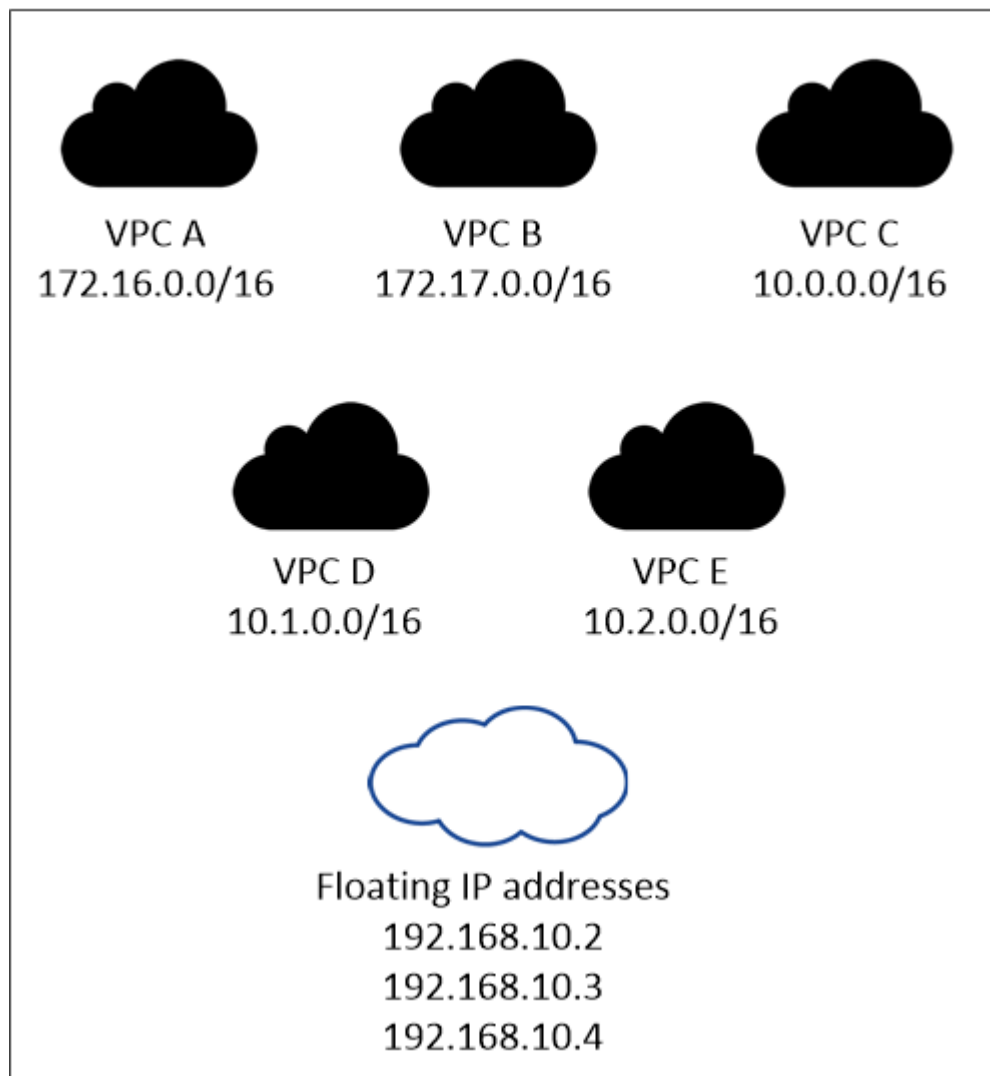 VPC A
172.16.0.0/16
VPC B
172.17.0.0/16
VPC C
10.0.0.0/16
VPC D
10.1.0.0/16
VPC E
10.2.0.0/16
Floating IP addresses
192.168.10.2
192.168.10.3
192.168.10.4